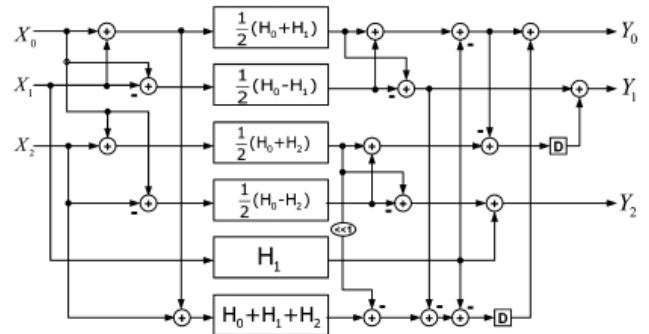 X₀ ½(H₀+H₁) Y₀
X₁ ½(H₀-H₁) Y₁
X₂ ½(H₀+H₂) D
½(H₀-H₂) Y₂
<<1
H₁
H₀+H₁+H₂ D